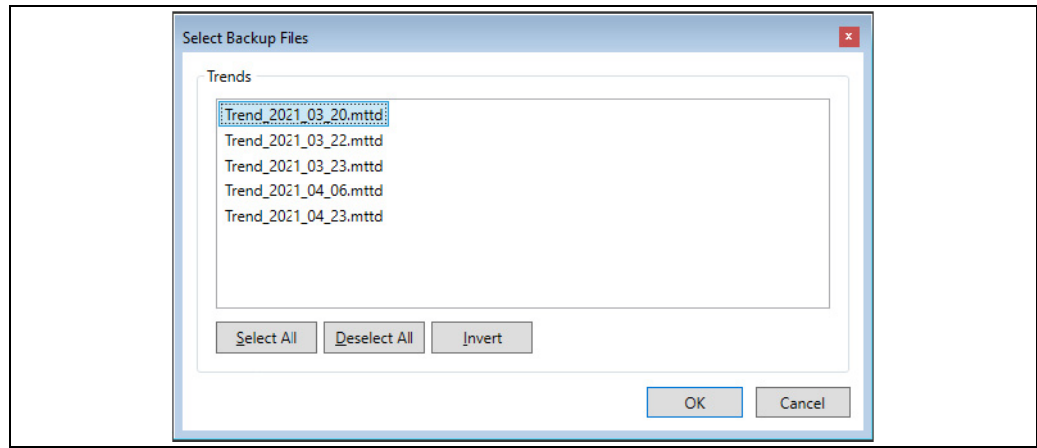 Select Backup Files
x
Trends
Trend_2021_03_20.mttd
Trend_2021_03_22.mttd
Trend_2021_03_23.mttd
Trend_2021_04_06.mttd
Trend_2021_04_23.mttd
Select All Deselect All Invert
OK Cancel